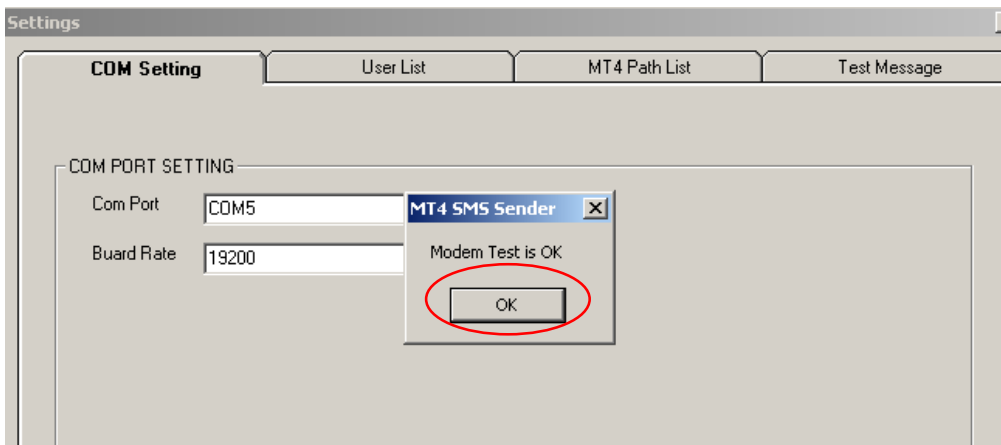 Settings
COM Setting
User List
MT4 Path List
Test Message
COM PORT SETTING
Com Port
COM5
Buard Rate
19200
MT4 SMS Sender
Modem Test is OK
OK